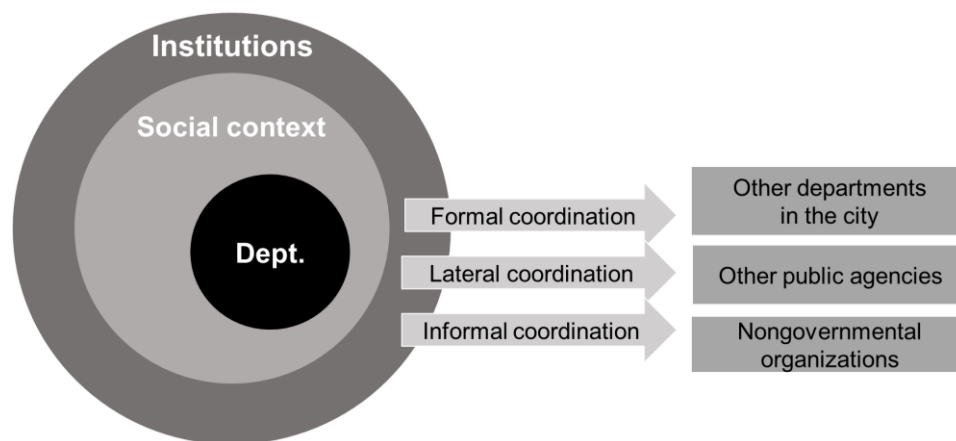 Institutions
Social context
Dept.
Formal coordination
Lateral coordination
Informal coordination
Other departments
in the city
Other public agencies
Nongovernmental
organizations